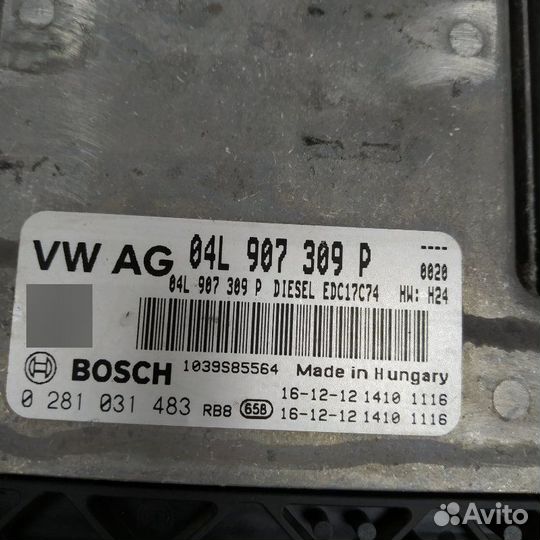 VW AG 04L 907 309 P ----
0020
04L 907 309 P DIESEL EDC17C74 HW: H24
BOSCH 1039S85564 Made in Hungary
0 281 031 483 RB8 658 16-12-12 1410 1116
16-12-12 1410 1116
Avito